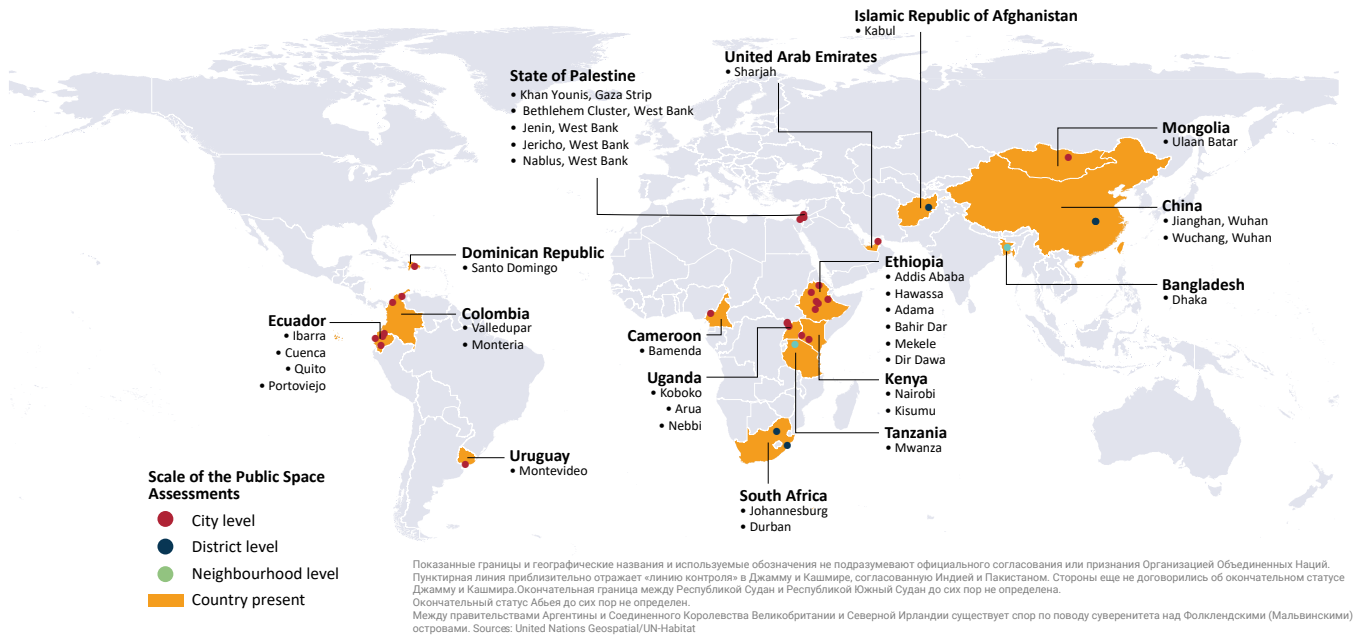 Islamic Republic of Afghanistan
• Kabul
United Arab Emirates
• Sharjah
State of Palestine
• Khan Younis, Gaza Strip
• Bethlehem Cluster, West Bank
• Jenin, West Bank
• Jericho, West Bank
• Nablus, West Bank
Mongolia
• Ulaan Batar
China
• Jianghan, Wuhan
• Wuchang, Wuhan
Bangladesh
• Dhaka
Dominican Republic
• Santo Domingo
Colombia
• Valledupar
• Monteria
Ecuador
• Ibarra
• Cuenca
• Quito
• Portoviejo
Cameroon
• Bamenda
Uganda
• Koboko
• Arua
• Nebbi
Ethiopia
• Addis Ababa
• Hawassa
• Adama
• Bahir Dar
• Mekele
• Dir Dawa
Kenya
• Nairobi
• Kisumu
Tanzania
• Mwanza
Uruguay
• Montevideo
South Africa
• Johannesburg
• Durban
Scale of the Public Space
Assessments
City level
District level
Neighbourhood level
Country present
Показанные границы и географические названия и используемые обозначения не подразумевают официального согласования или признания Организацией Объединенных Наций.
Пунктирная линия приблизительно отражает «линию контроля» в Джамму и Кашмире, согласованную Индией и Пакистаном. Стороны еще не договорились об окончательном статусе
Джамму и Кашмира.Окончательная граница между Республикой Судан и Республикой Южный Судан до сих пор не определена.
Окончательный статус Абьея до сих пор не определен.
Между правительствами Аргентины и Соединенного Королевства Великобритании и Северной Ирландии существует спор по поводу суверенитета над Фолклендскими (Мальвинскими)
островами. Sources: United Nations Geospatial/UN-Habitat